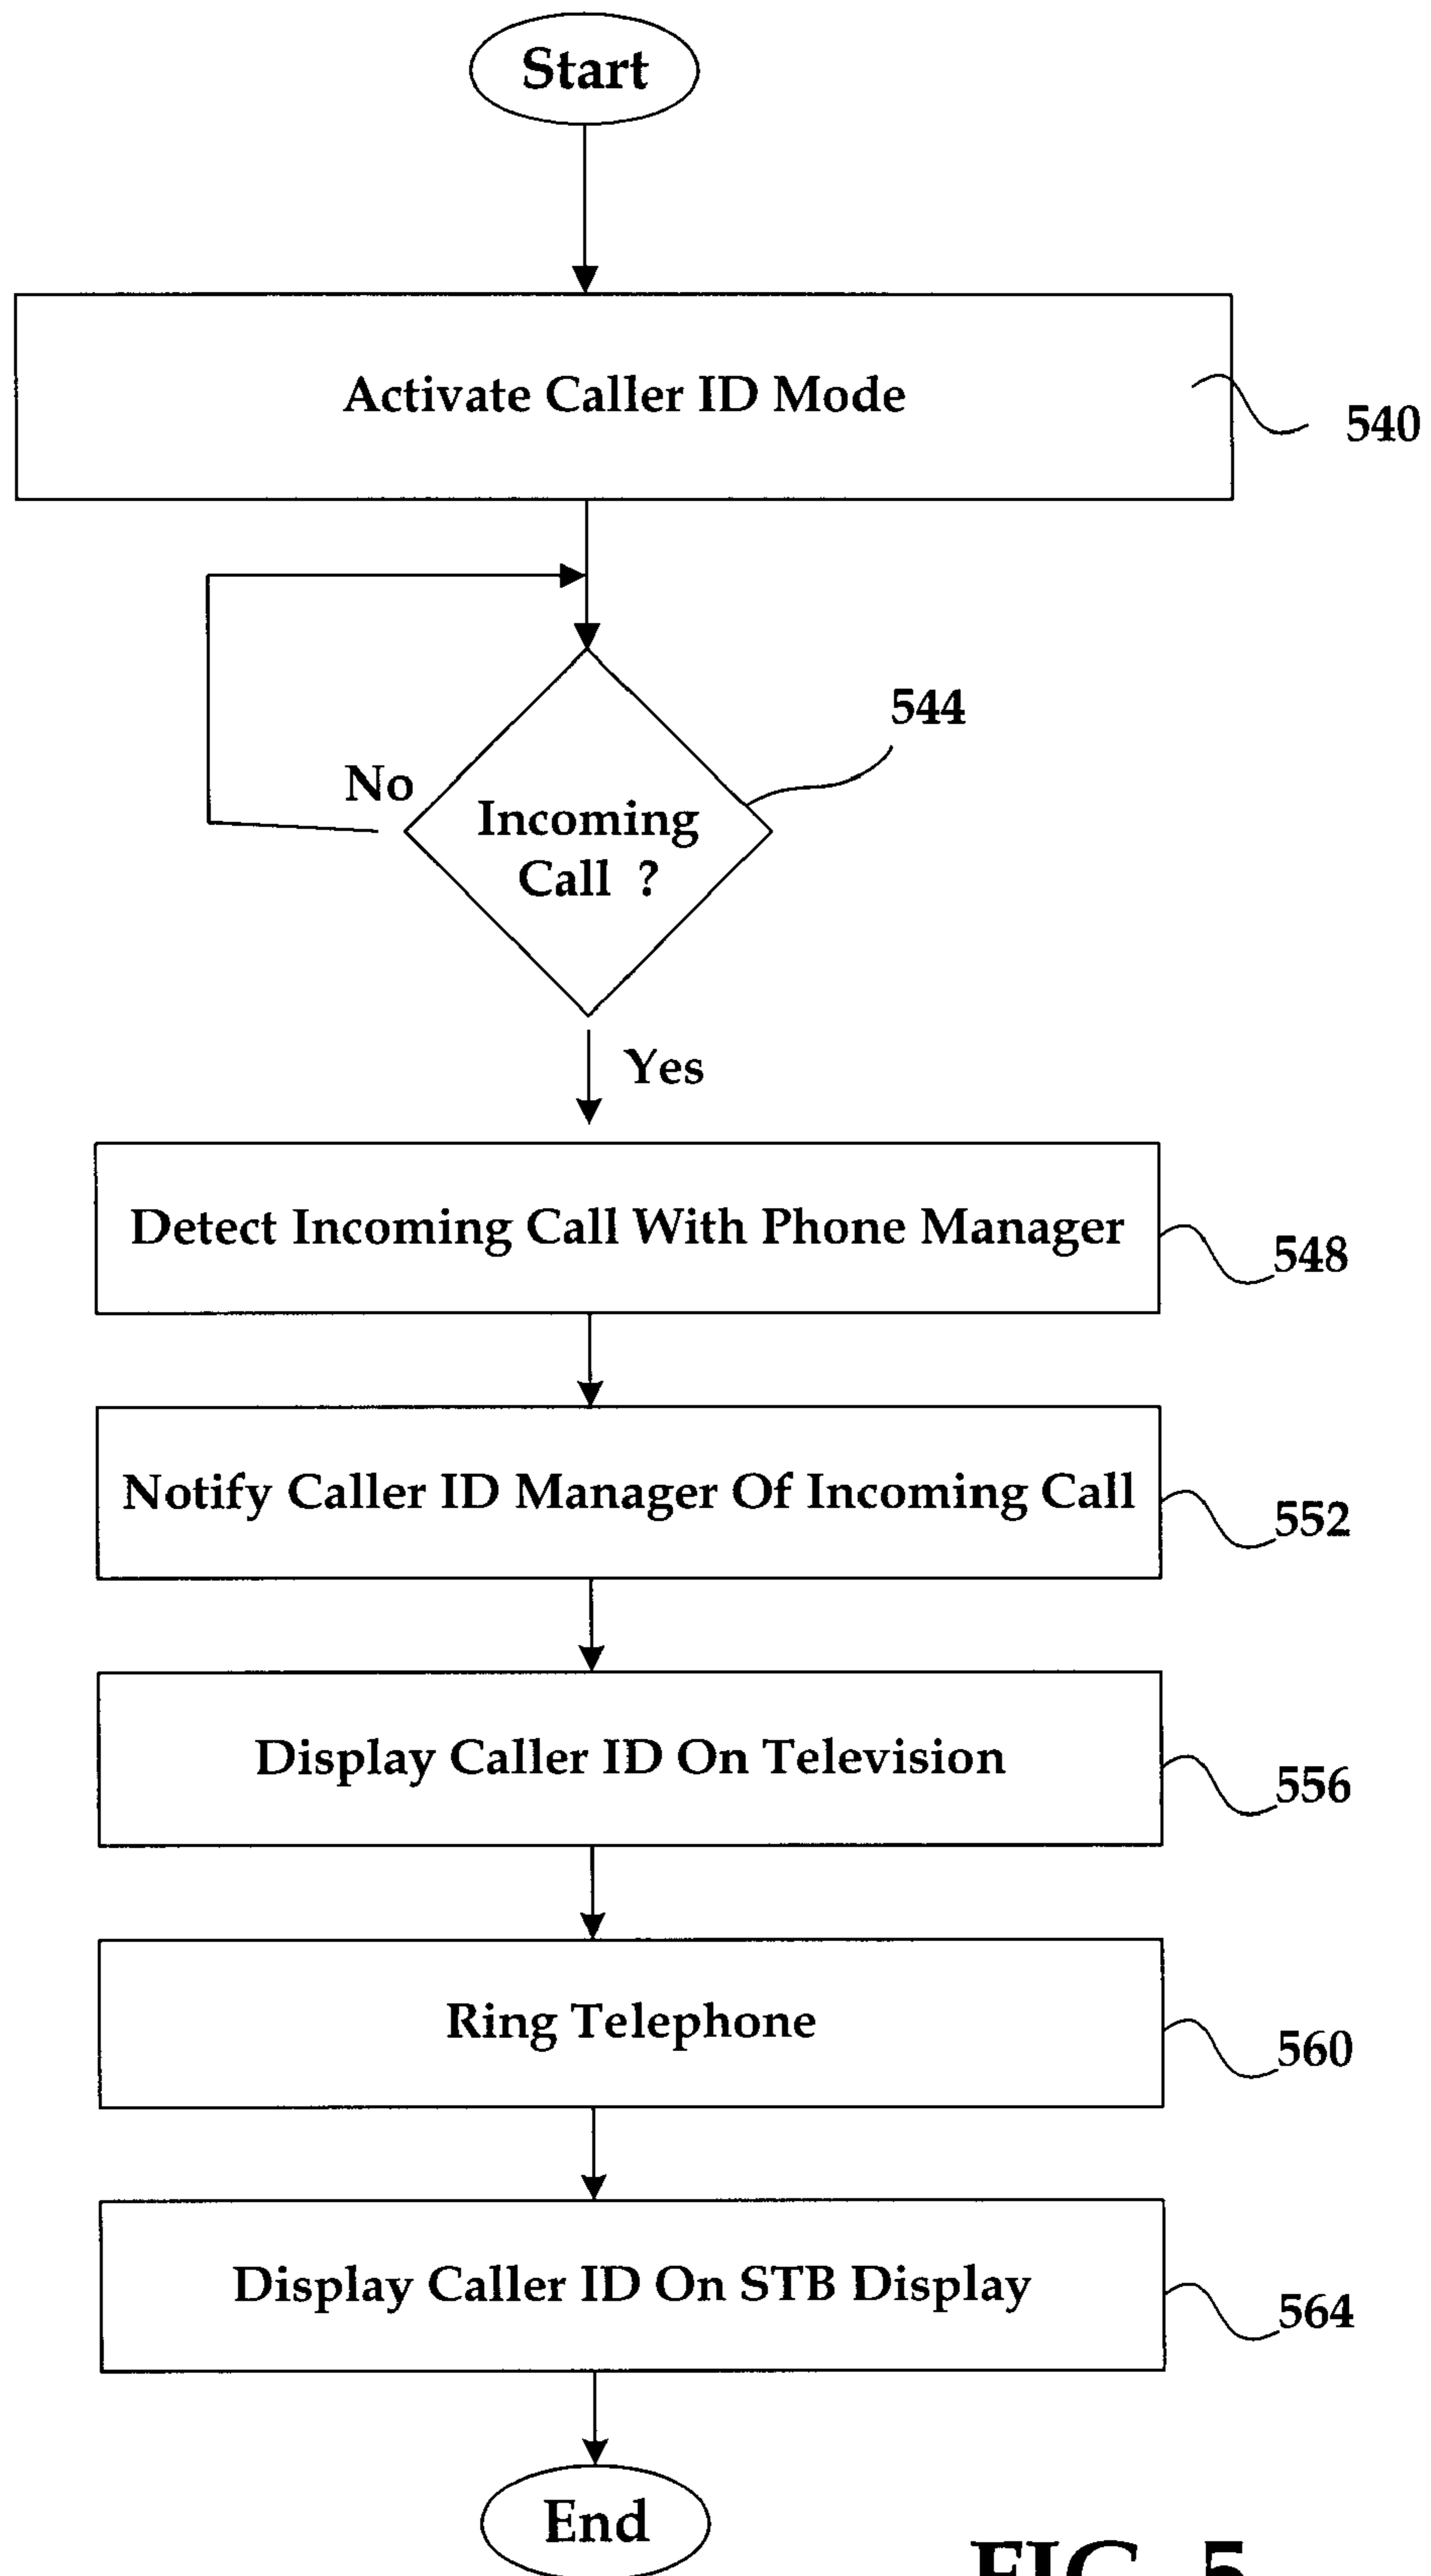 Start
Activate Caller ID Mode
540
544
No
Incoming
Call ?
Yes
Detect Incoming Call With Phone Manager
548
Notify Caller ID Manager Of Incoming Call
552
Display Caller ID On Television
556
Ring Telephone
560
Display Caller ID On STB Display
564
End
FIG. 5